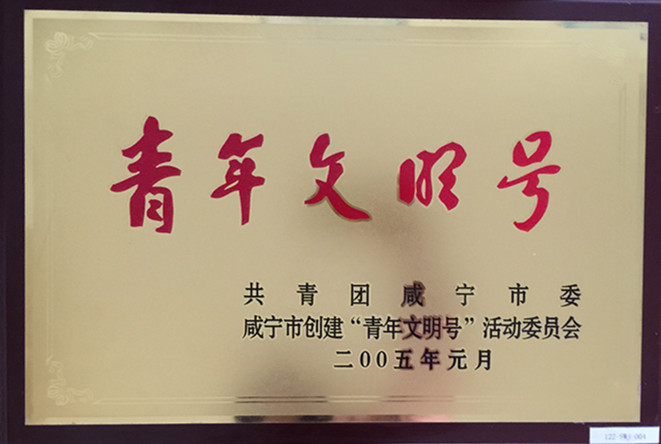 青年文明号
共青团咸宁市委
咸宁市创建“青年文明号”活动委员会
二00五年元月